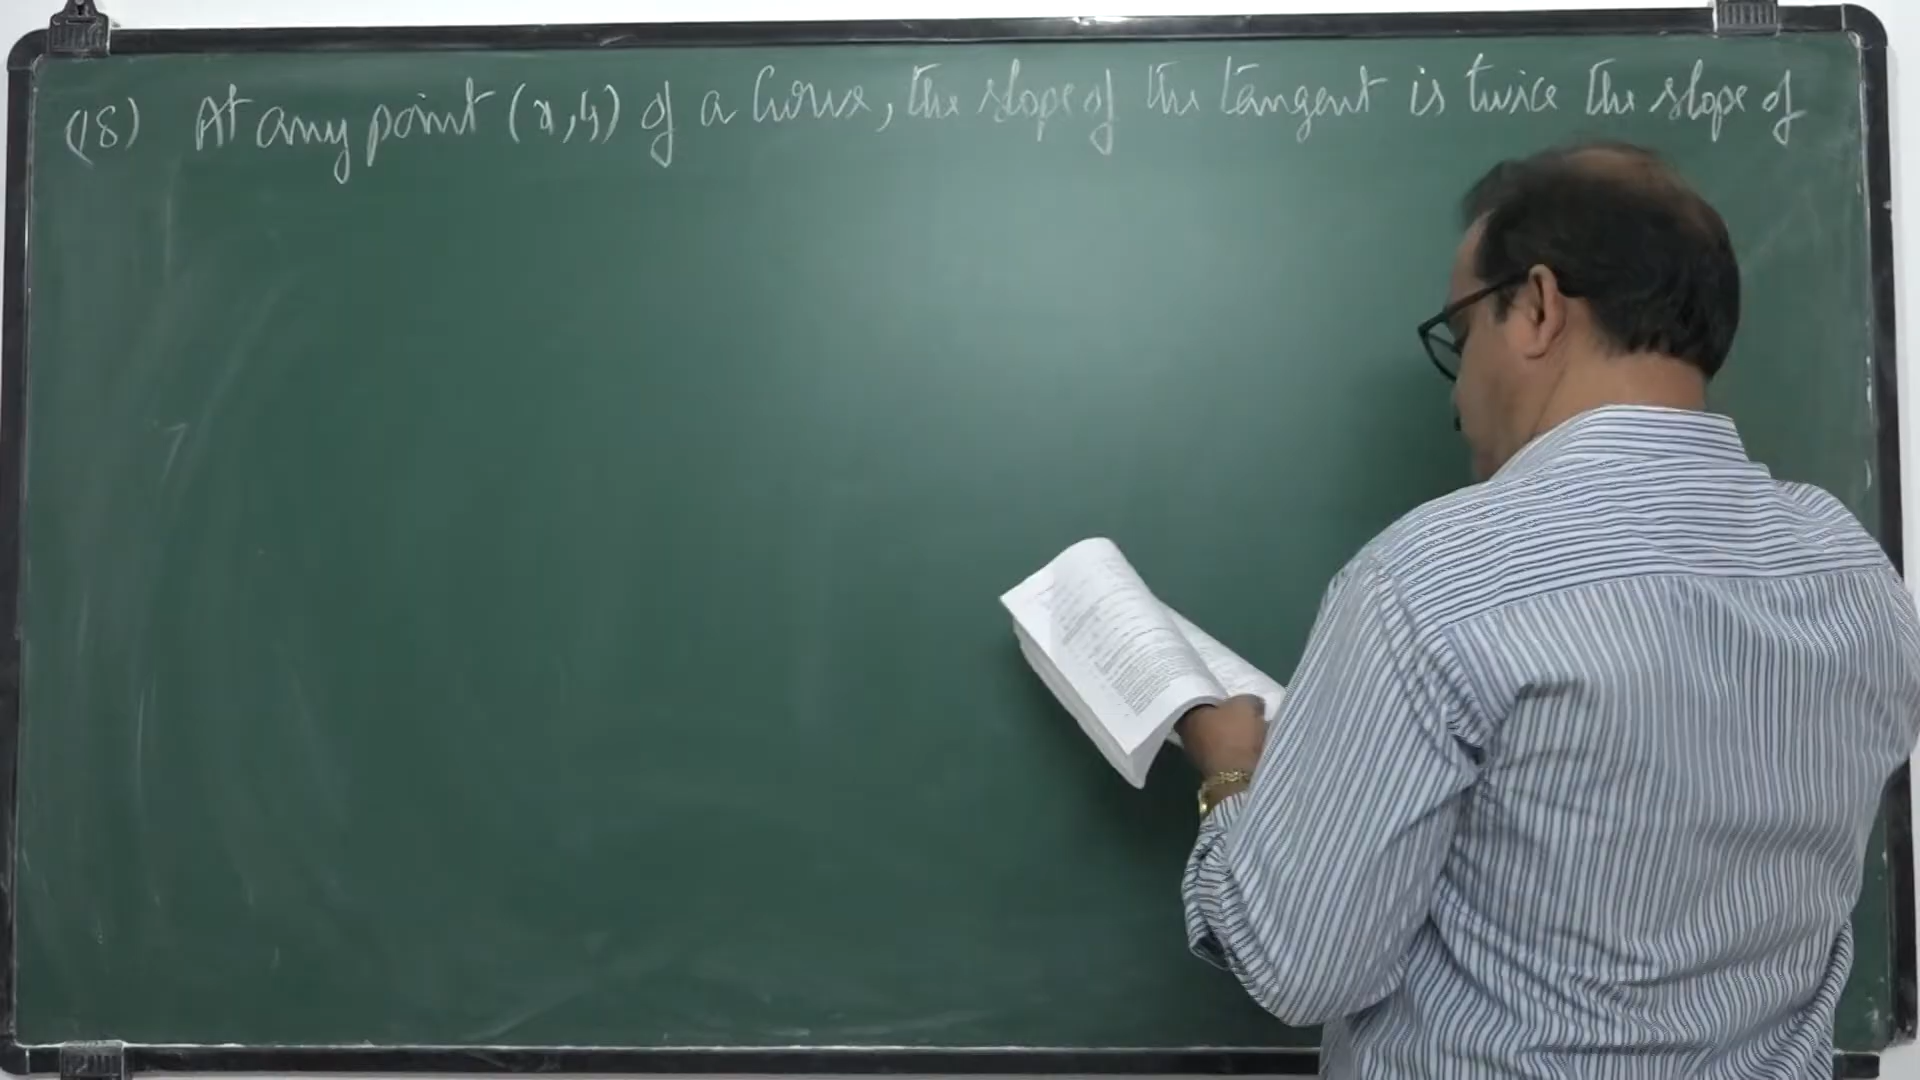 (18) At any point (x,y) of a Curve, the slope of the tangent is twice the slope of